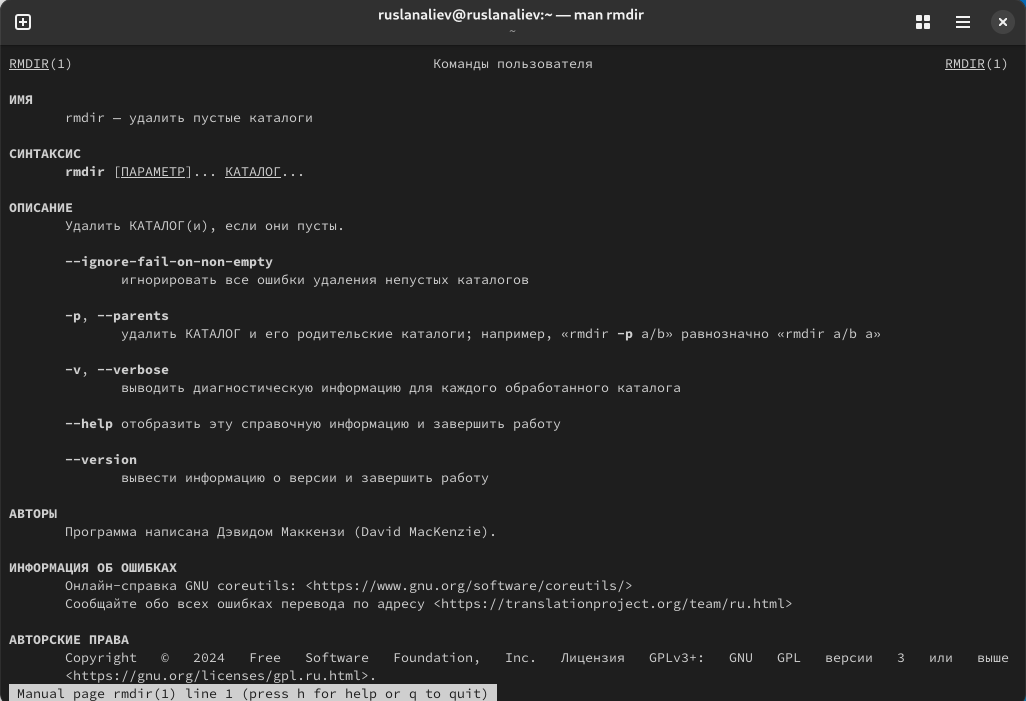 ruslanaliev@ruslanaliev:~ — man rmdir
~
RMDIR(1) Команды пользователя RMDIR(1)
ИМЯ
rmdir — удалить пустые каталоги
СИНТАКСИС
rmdir [ПАРАМЕТР]... КАТАЛОГ...
ОПИСАНИЕ
Удалить КАТАЛОГ(и), если они пусты.
--ignore-fail-on-non-empty
игнорировать все ошибки удаления непустых каталогов
-p, --parents
удалить КАТАЛОГ и его родительские каталоги; например, «rmdir -p a/b» равнозначно «rmdir a/b a»
-v, --verbose
выводить диагностическую информацию для каждого обработанного каталога
--help отобразить эту справочную информацию и завершить работу
--version
вывести информацию о версии и завершить работу
АВТОРЫ
Программа написана Дэвидом Маккензи (David MacKenzie).
ИНФОРМАЦИЯ ОБ ОШИБКАХ
Онлайн-справка GNU coreutils: <https://www.gnu.org/software/coreutils/>
Сообщайте обо всех ошибках перевода по адресу <https://translationproject.org/team/ru.html>
АВТОРСКИЕ ПРАВА
Copyright © 2024 Free Software Foundation, Inc. Лицензия GPLv3+: GNU GPL версии 3 или выше
<https://gnu.org/licenses/gpl.ru.html>.
Manual page rmdir(1) line 1 (press h for help or q to quit)